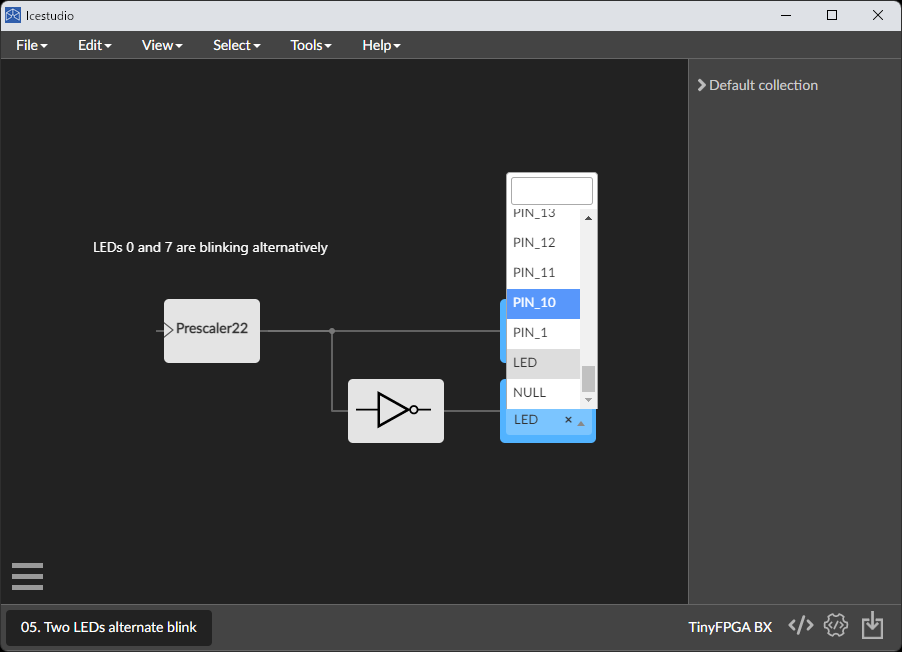 Icestudio
File Edit View Select Tools Help
Default collection
LEDs 0 and 7 are blinking alternatively
Prescaler22
PIN_13
PIN_12
PIN_11
PIN_10
PIN_1
LED
NULL
LED ×
05. Two LEDs alternate blink
TinyFPGA BX